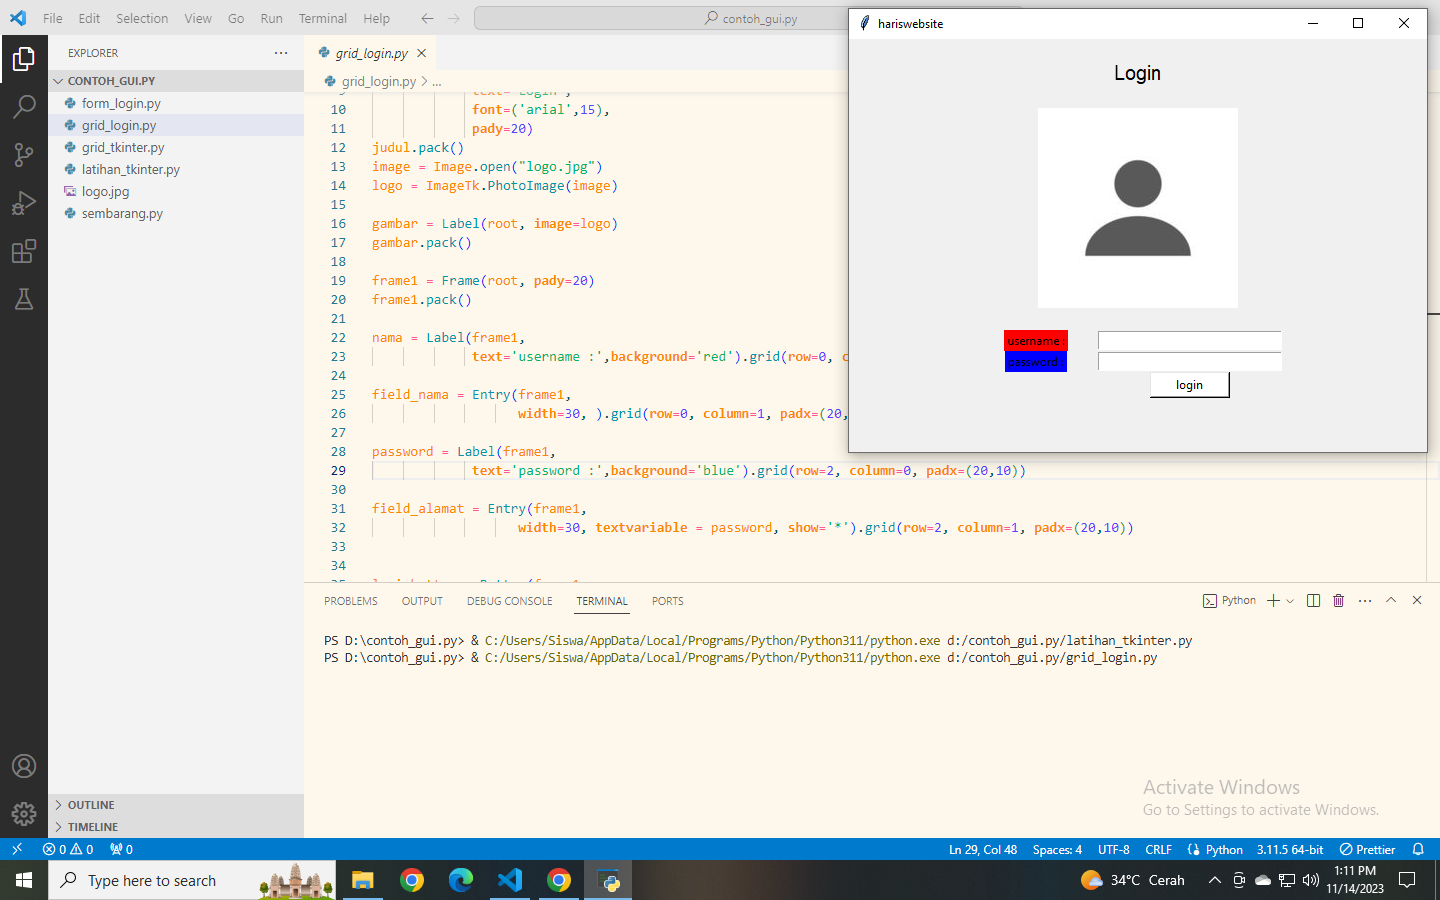 File Edit Selection View Go Run Terminal Help
contoh_gui.py
hariswebsite
EXPLORER
grid_login.py
CONTOH_GUI.PY
grid_login.py > ...
form_login.py
grid_login.py
grid_tkinter.py
latihan_tkinter.py
logo.jpg
sembarang.py
10 font=('arial',15),
11 pady=20)
12 judul.pack()
13 image = Image.open("logo.jpg")
14 logo = ImageTk.PhotoImage(image)
15
16 gambar = Label(root, image=logo)
17 gambar.pack()
18
19 frame1 = Frame(root, pady=20)
20 frame1.pack()
21
22 nama = Label(frame1,
23 text='username :',background='red').grid(row=0, c
24
25 field_nama = Entry(frame1,
26 width=30, ).grid(row=0, column=1, padx=(20,
27
28 password = Label(frame1,
29 text='password :',background='blue').grid(row=2, column=0, padx=(20,10))
30
31 field_alamat = Entry(frame1,
32 width=30, textvariable = password, show='*').grid(row=2, column=1, padx=(20,10))
33
34
Login
username :
password :
login
PROBLEMS OUTPUT DEBUG CONSOLE TERMINAL PORTS
Python
PS D:\contoh_gui.py> & C:/Users/Siswa/AppData/Local/Programs/Python/Python311/python.exe d:/contoh_gui.py/latihan_tkinter.py
PS D:\contoh_gui.py> & C:/Users/Siswa/AppData/Local/Programs/Python/Python311/python.exe d:/contoh_gui.py/grid_login.py
Activate Windows
Go to Settings to activate Windows.
OUTLINE
TIMELINE
0 0 0
Ln 29, Col 48 Spaces: 4 UTF-8 CRLF Python 3.11.5 64-bit Prettier
Type here to search
34°C Cerah
1:11 PM
11/14/2023